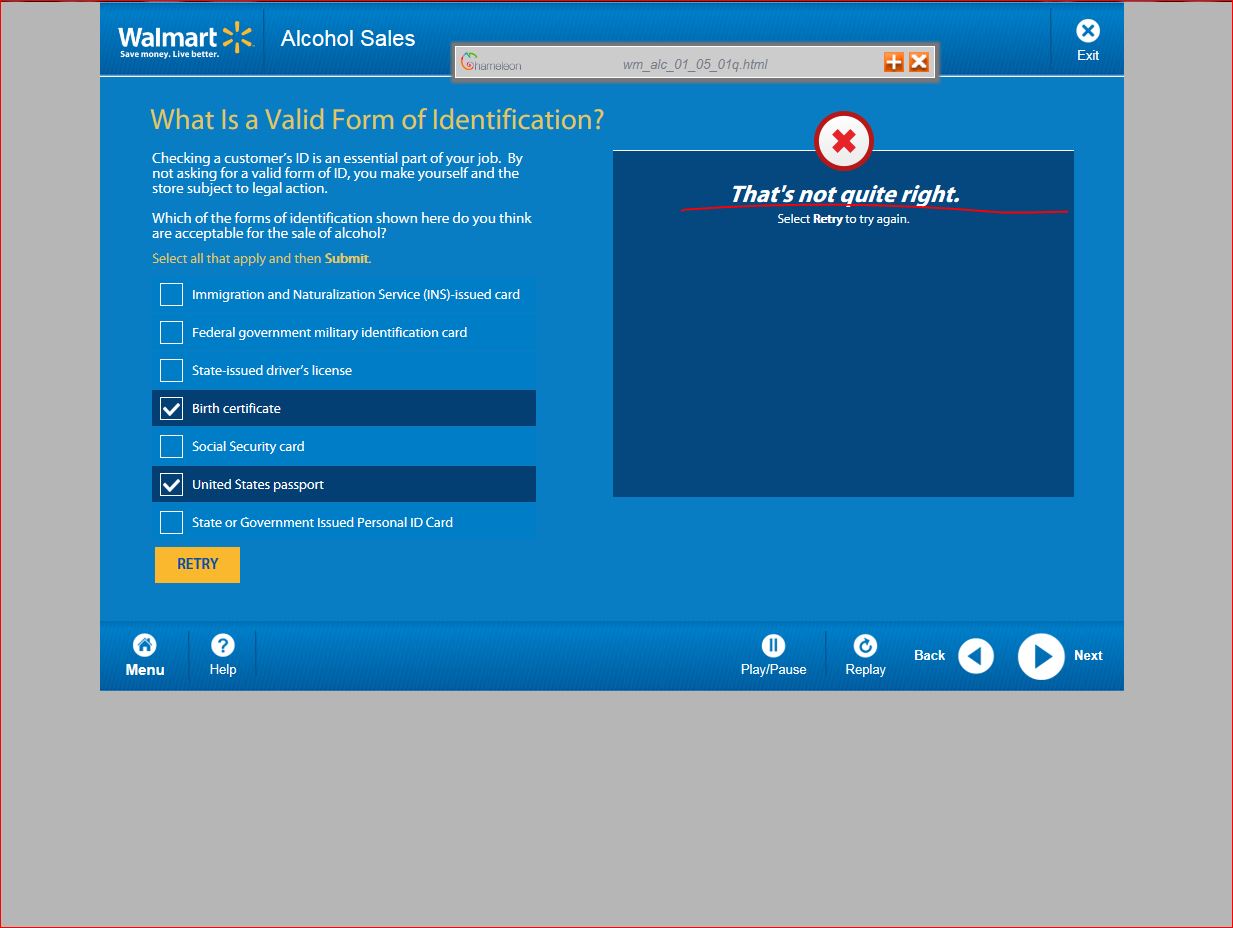 Walmart
Save money. Live better.
Alcohol Sales
Chameleon
wm_alc_01_05_01q.html
Exit
What Is a Valid Form of Identification?
Checking a customer's ID is an essential part of your job. By
not asking for a valid form of ID, you make yourself and the
store subject to legal action.
Which of the forms of identification shown here do you think
are acceptable for the sale of alcohol?
Select all that apply and then Submit.
Immigration and Naturalization Service (INS)-issued card
Federal government military identification card
State-issued driver's license
Birth certificate
Social Security card
United States passport
State or Government Issued Personal ID Card
RETRY
That's not quite right.
Select Retry to try again.
Menu
Help
Play/Pause
Replay
Back
Next